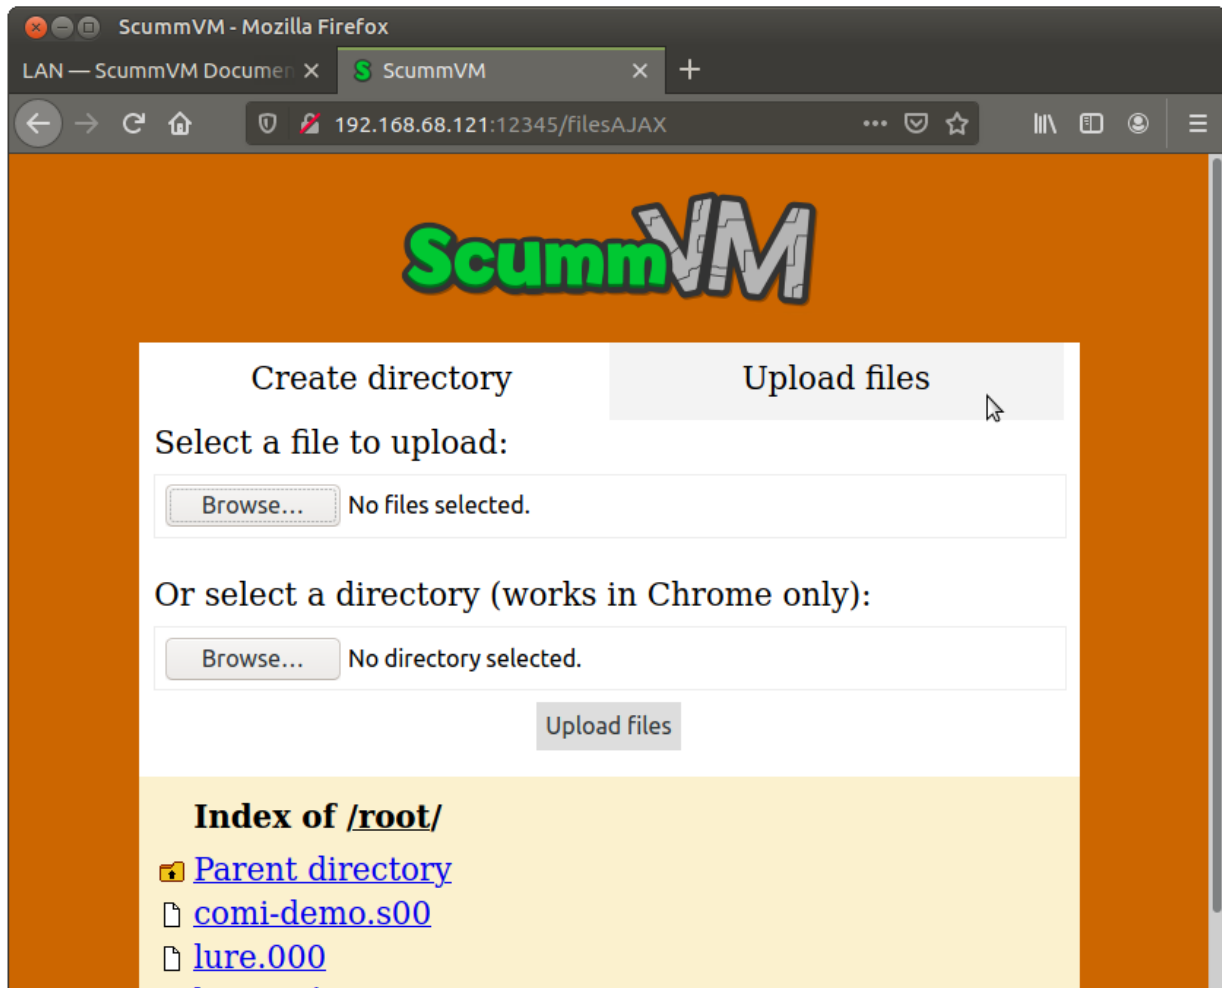 ScummVM - Mozilla Firefox
LAN — ScummVM Documen
ScummVM
192.168.68.121:12345/filesAJAX
ScummVM
Create directory
Upload files
Select a file to upload:
Browse... No files selected.
Or select a directory (works in Chrome only):
Browse... No directory selected.
Upload files
Index of /root/
Parent directory
comi-demo.s00
lure.000